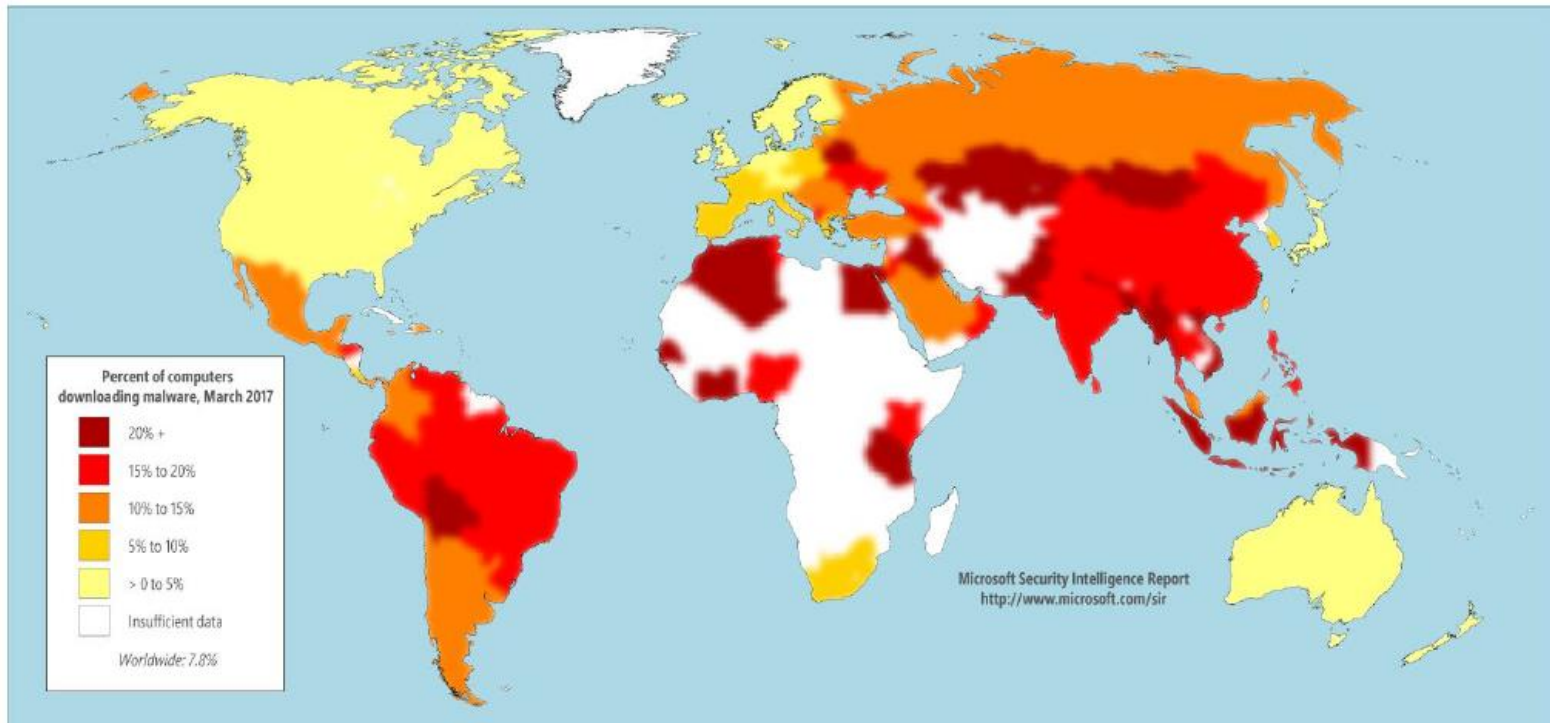 Percent of computers
downloading malware, March 2017
20% +
15% to 20%
10% to 15%
5% to 10%
> 0 to 5%
Insufficient data
Worldwide: 7.8%
Microsoft Security Intelligence Report
http://www.microsoft.com/sir